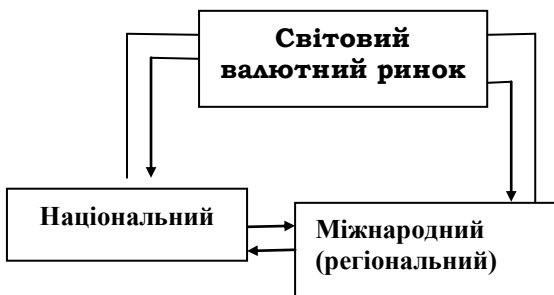 Світовий
валютний ринок
Національний
Міжнародний
(регіональний)